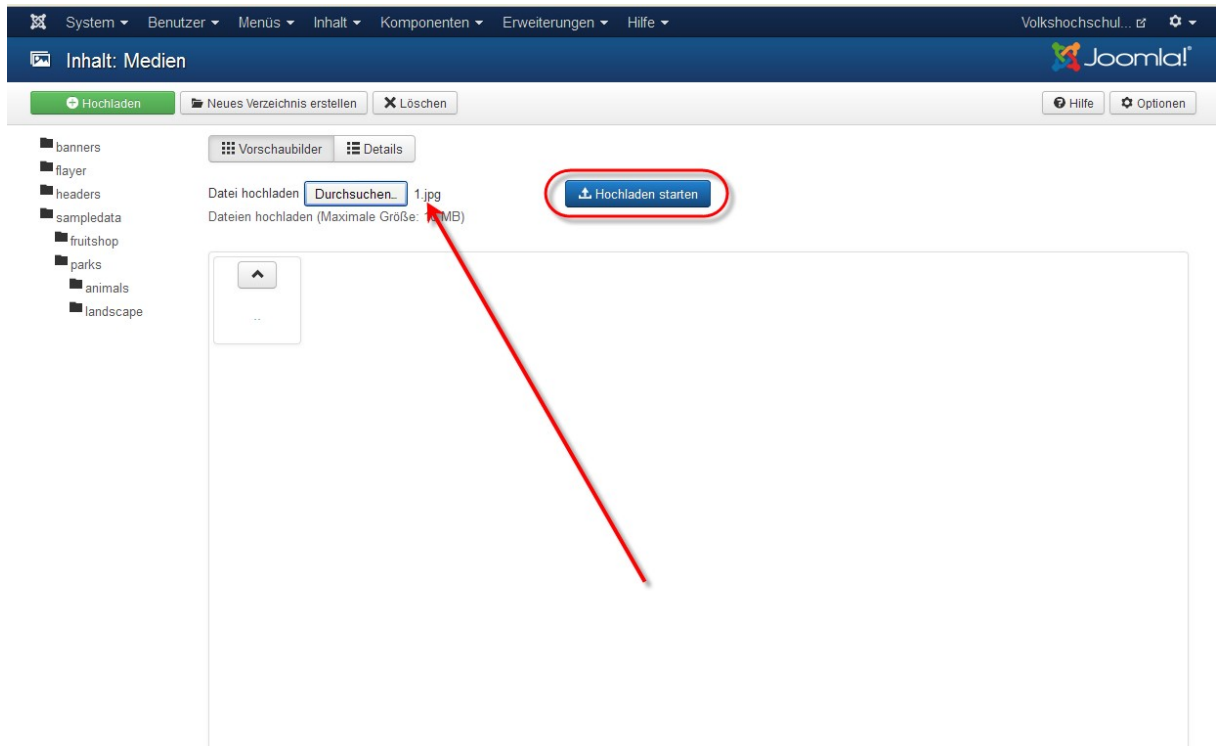 System Benutzer Menüs Inhalt Komponenten Erweiterungen Hilfe Volkshochschul...
Inhalt: Medien Joomla!
Hochladen Neues Verzeichnis erstellen Löschen Hilfe Optionen
banners
flayer
headers
sampledata
fruitshop
parks
animals
landscape
Vorschaubilder Details
Datei hochladen Durchsuchen.. 1.jpg Hochladen starten
Dateien hochladen (Maximale Größe: MB)
..